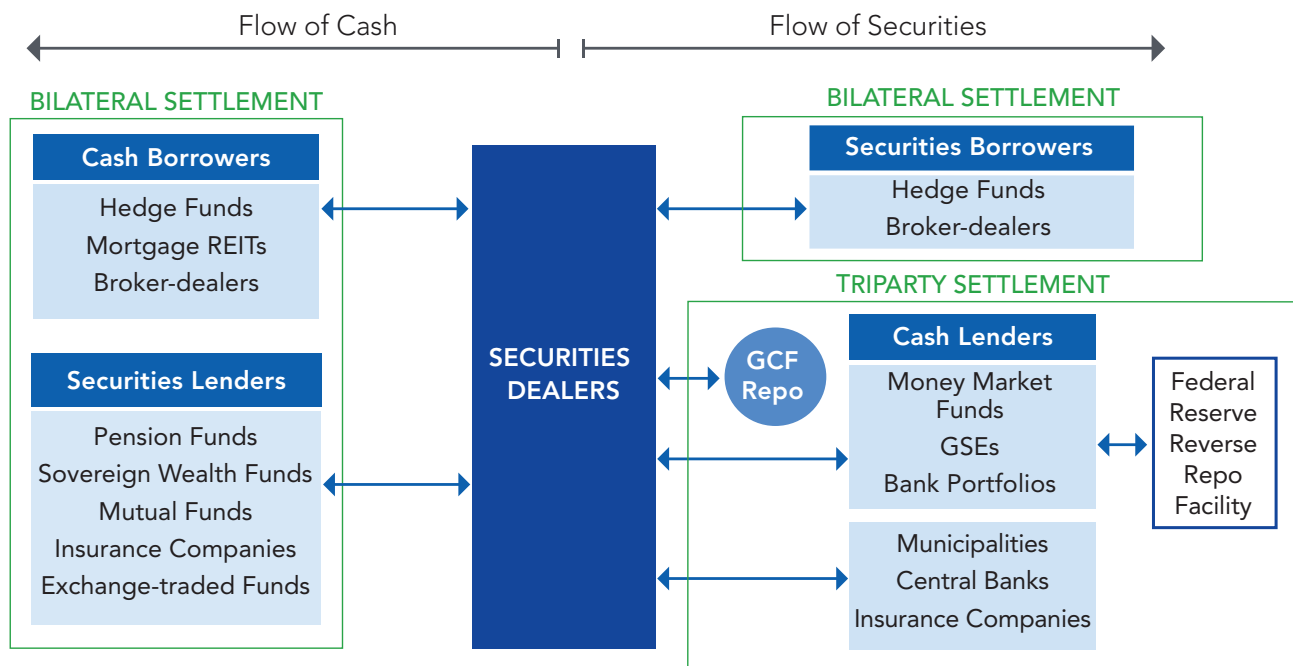 Flow of Cash
Flow of Securities
BILATERAL SETTLEMENT
Cash Borrowers
Hedge Funds
Mortgage REITs
Broker-dealers
Securities Lenders
Pension Funds
Sovereign Wealth Funds
Mutual Funds
Insurance Companies
Exchange-traded Funds
SECURITIES
DEALERS
BILATERAL SETTLEMENT
Securities Borrowers
Hedge Funds
Broker-dealers
TRIPARTY SETTLEMENT
GCF
Repo
Cash Lenders
Money Market
Funds
GSEs
Bank Portfolios
Municipalities
Central Banks
Insurance Companies
Federal
Reserve
Reverse
Repo
Facility